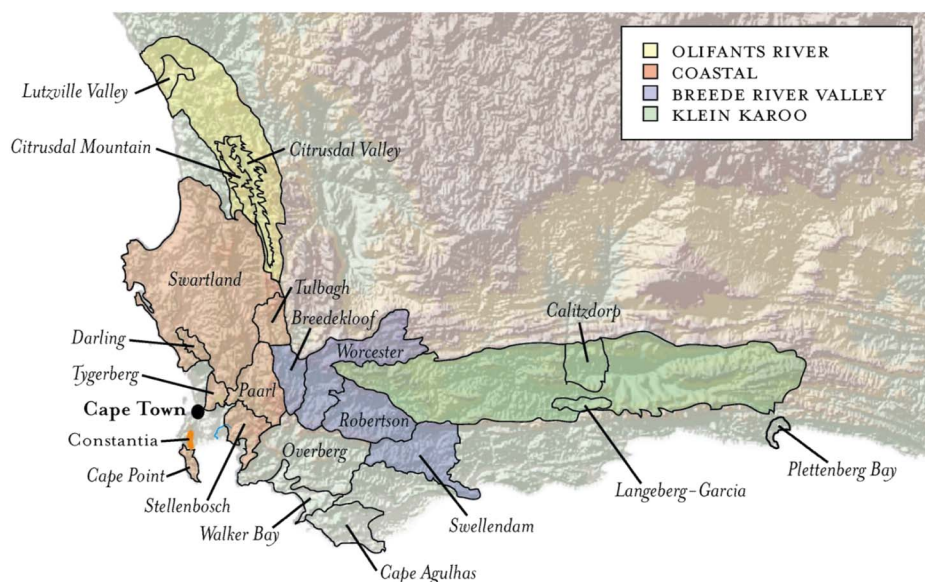 OLIFANTS RIVER
COASTAL
BREEDE RIVER VALLEY
KLEIN KAROO
Lutzville Valley
Citrusdal Mountain
Citrusdal Valley
Swartland
Tulbagh
Breedekloof
Calitzdorp
Darling
Worcester
Tygerberg
Paarl
Cape Town
Robertson
Constantia
Overberg
Cape Point
Plettenberg Bay
Langeberg-Garcia
Stellenbosch
Walker Bay
Swellendam
Cape Agulhas